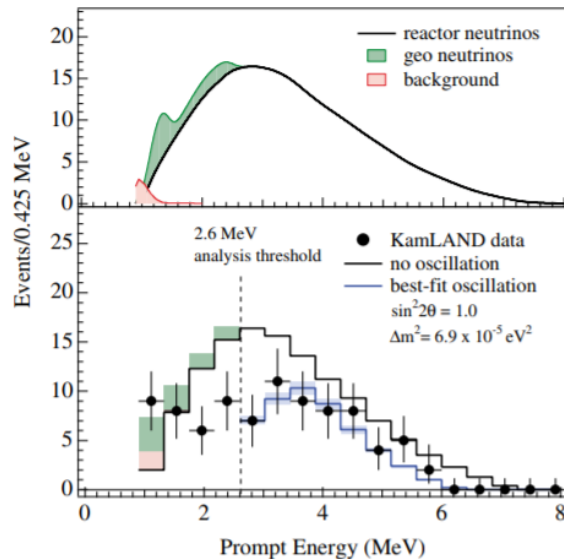 reactor neutrinos
geo neutrinos
background
20
15
10
5
0
Events/0.425 MeV
2.6 MeV
analysis threshold
KamLAND data
no oscillation
best-fit oscillation
sin²2θ = 1.0
Δm² = 6.9 x 10⁻⁵ eV²
25
20
15
10
5
0
0 2 4 6 8
Prompt Energy (MeV)